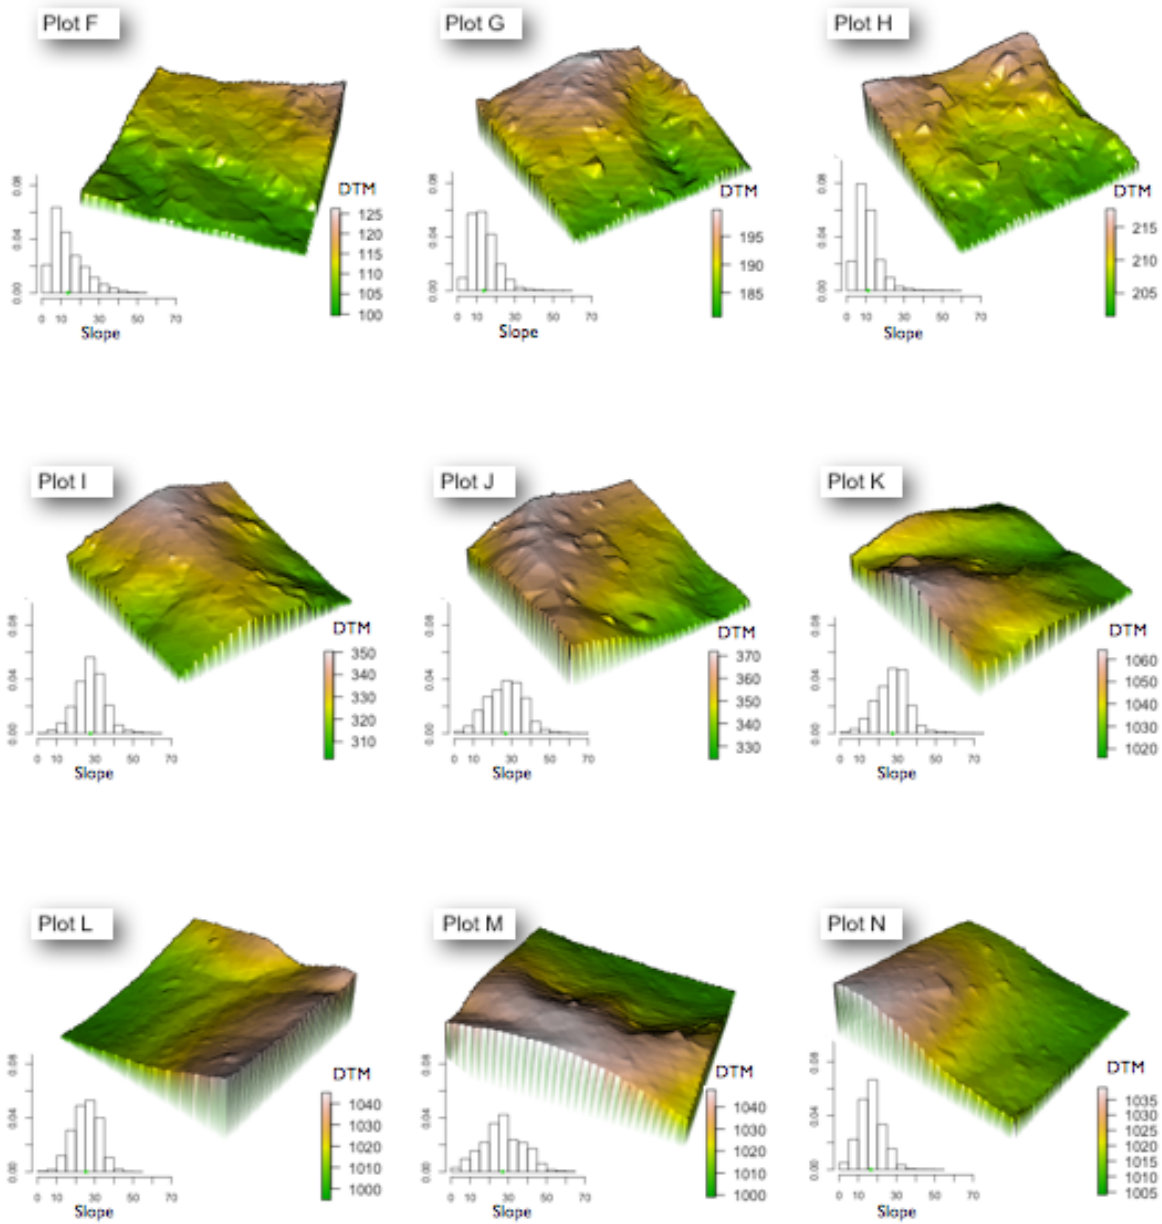 Plot F
Plot G
Plot H
DTM
125
120
115
110
105
100
0.08
0.04
0.00
0 10 30 50 70
Slope
DTM
195
190
185
0.08
0.04
0.00
0 10 30 50 70
Slope
DTM
215
210
205
0.08
0.04
0.00
0 10 30 50 70
Slope
Plot I
Plot J
Plot K
DTM
350
340
330
320
310
0.08
0.04
0.00
0 10 30 50 70
Slope
DTM
370
360
350
340
330
0.08
0.04
0.00
0 10 30 50 70
Slope
DTM
1060
1050
1040
1030
1020
0.08
0.04
0.00
0 10 30 50 70
Slope
Plot L
Plot M
Plot N
DTM
1040
1030
1020
1010
1000
0.08
0.04
0.00
0 10 30 50 70
Slope
DTM
1040
1030
1020
1010
1000
0.08
0.04
0.00
0 10 30 50 70
Slope
DTM
1035
1030
1025
1020
1015
1010
1005
0.08
0.04
0.00
0 10 30 50 70
Slope